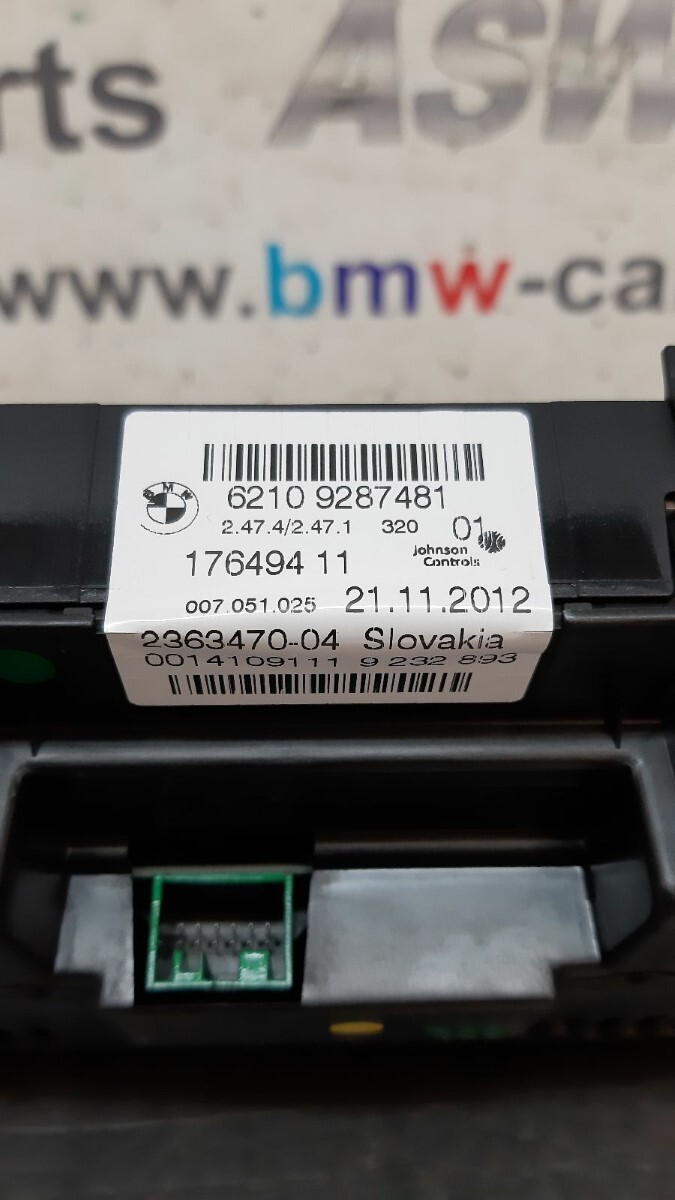 rts ASW
www.bmw-ca
BMW
6210 9287481
2.47.4/2.47.1 320 01
Johnson
Controls
176494 11
007.051.025 21.11.2012
2363470-04 Slovakia
0014109111 9 232 893